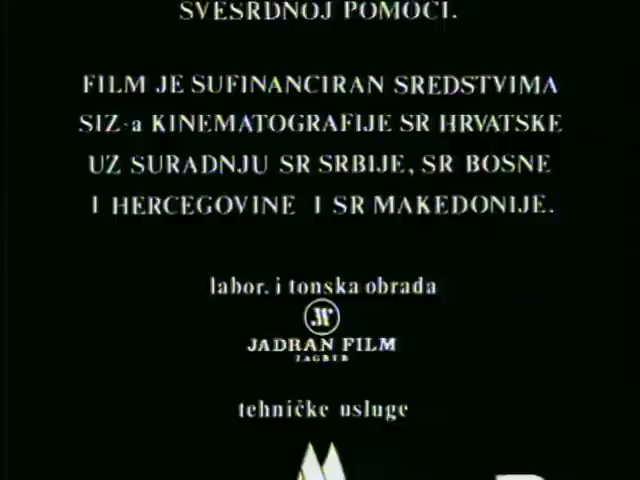 SVESRDNOJ POMOĆI.
FILM JE SUFINANCIRAN SREDSTVIMA
SIZ-a KINEMATOGRAFIJE SR HRVATSKE
UZ SURADNJU SR SRBIJE, SR BOSNE
I HERCEGOVINE I SR MAKEDONIJE.
labor. i tonska obrada
JADRAN FILM
ZAGREB
tehničke usluge